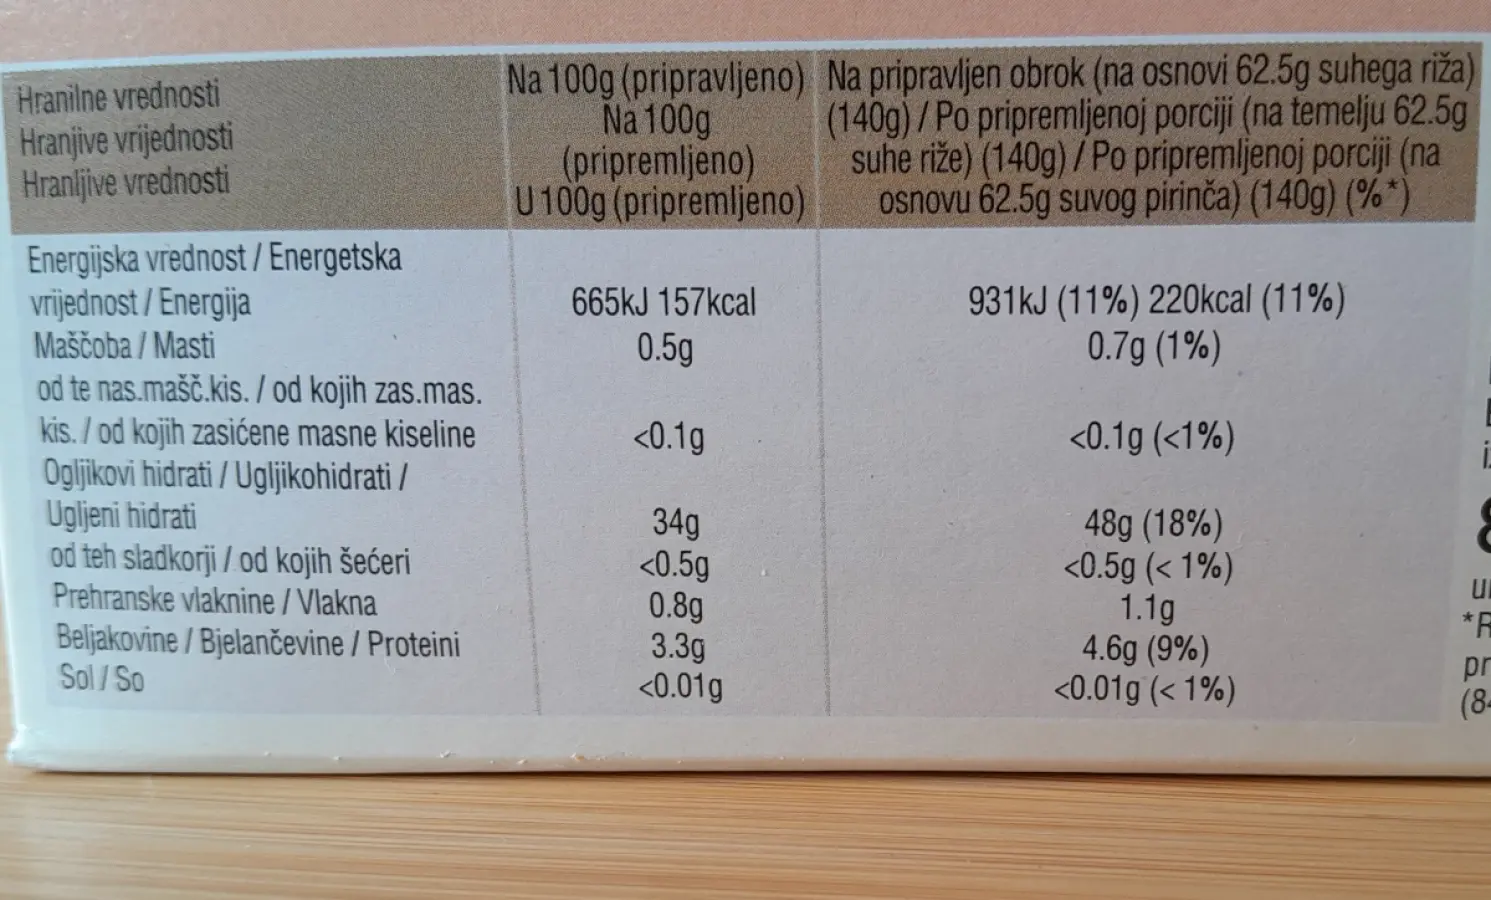 Hranilne vrednosti
Hranjive vrijednosti
Hranljive vrednosti
Na 100g (pripravljeno)
Na 100g
(pripremljeno)
U 100g (pripremljeno)
Na pripravljen obrok (na osnovi 62.5g suhega riža)
(140g) / Po pripremljenoj porciji (na temelju 62.5g
suhe riže) (140g) / Po pripremljenoj porciji (na
osnovu 62.5g suvog pirinča) (140g) (%*)
Energijska vrednost / Energetska
vrijednost / Energija 665kJ 157kcal 931kJ (11%) 220kcal (11%)
Maščoba / Masti 0.5g 0.7g (1%)
od te nas.mašč.kis. / od kojih zas.mas.
kis. / od kojih zasićene masne kiseline <0.1g <0.1g (<1%)
Ogljikovi hidrati / Ugljikohidrati /
Ugljeni hidrati 34g 48g (18%)
od teh sladkorji / od kojih šećeri <0.5g <0.5g (< 1%)
Prehranske vlaknine / Vlakna 0.8g 1.1g
Beljakovine / Bjelančevine / Proteini 3.3g 4.6g (9%)
Sol / So <0.01g <0.01g (< 1%)